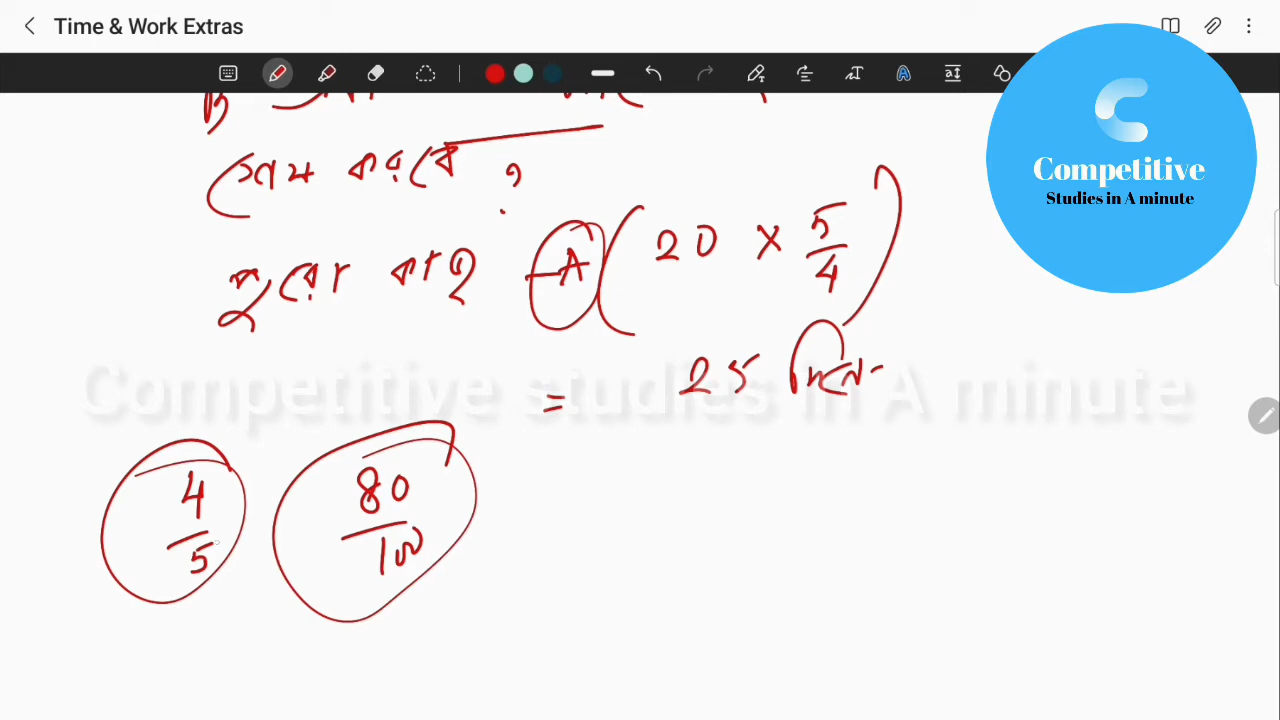 Time & Work Extras
Competitive
Studies in A minute
শেষ করবে ?
পুরো কাজ A ( 20 × 5/4 )
= 25 দিনে
Competitive studies in A minute
4/5 80/100